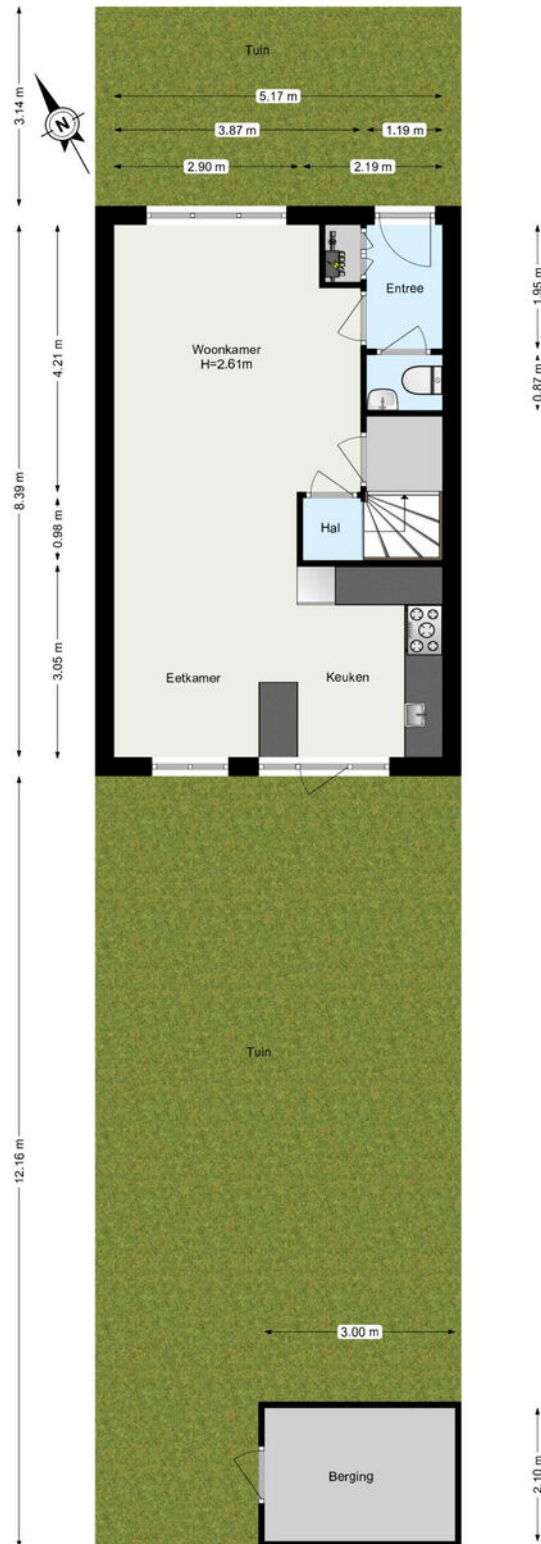 Tuin
5.17 m
3.14 m
N
3.87 m
1.19 m
2.90 m
2.19 m
Entree
1.95 m
Woonkamer
H=2.61m
4.21 m
0.87 m
8.39 m
Hal
0.98 m
3.05 m
Eetkamer
Keuken
Tuin
12.16 m
3.00 m
Berging
2.10 m